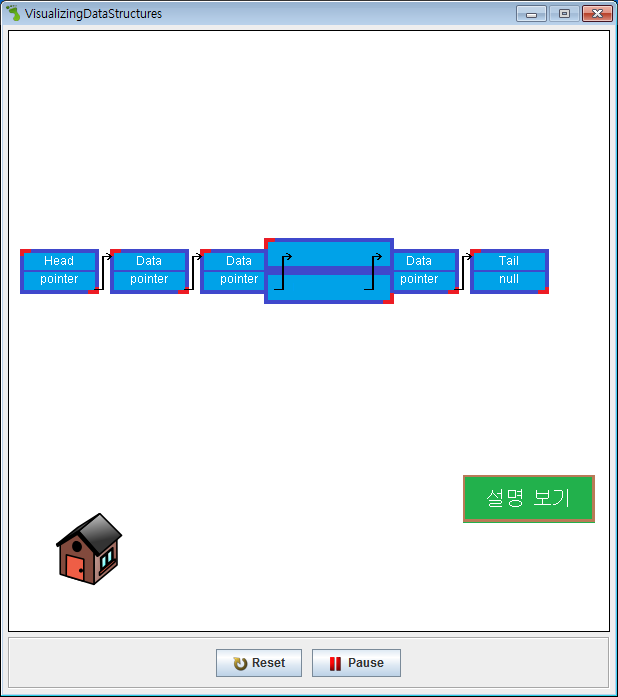 VisualizingDataStructures
Head
pointer
Data
pointer
Data
pointer
Data
pointer
Tail
null
설명 보기
Reset
Pause